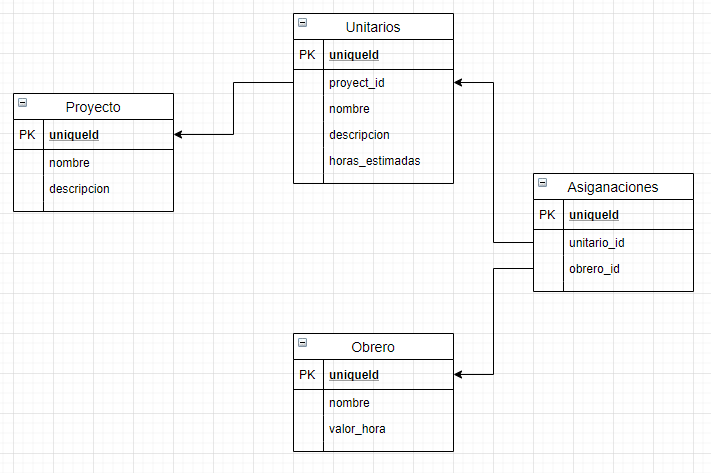 Unitarios
PK uniqueId
proyect_id
nombre
descripcion
horas_estimadas
Proyecto
PK uniqueId
nombre
descripcion
Asiganaciones
PK uniqueId
unitario_id
obrero_id
Obrero
PK uniqueId
nombre
valor_hora